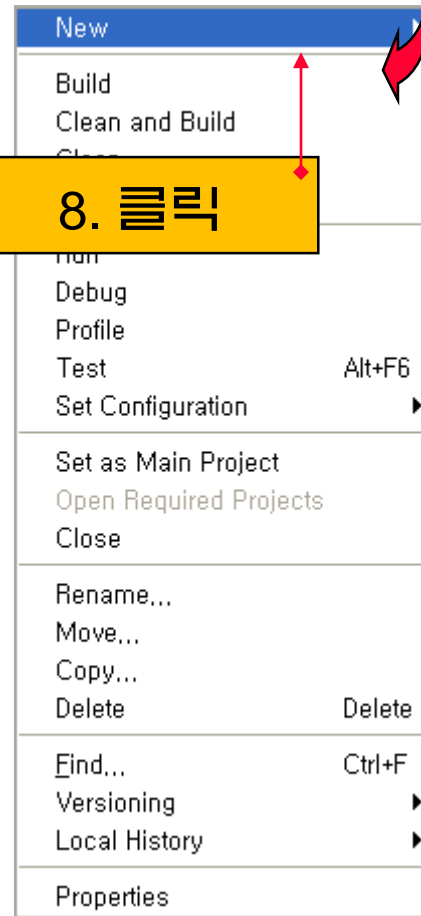 New
Build
Clean and Build
8. 클릭
Debug
Profile
Test Alt+F6
Set Configuration
Set as Main Project
Open Required Projects
Close
Rename...
Move...
Copy...
Delete Delete
Find... Ctrl+F
Versioning
Local History
Properties